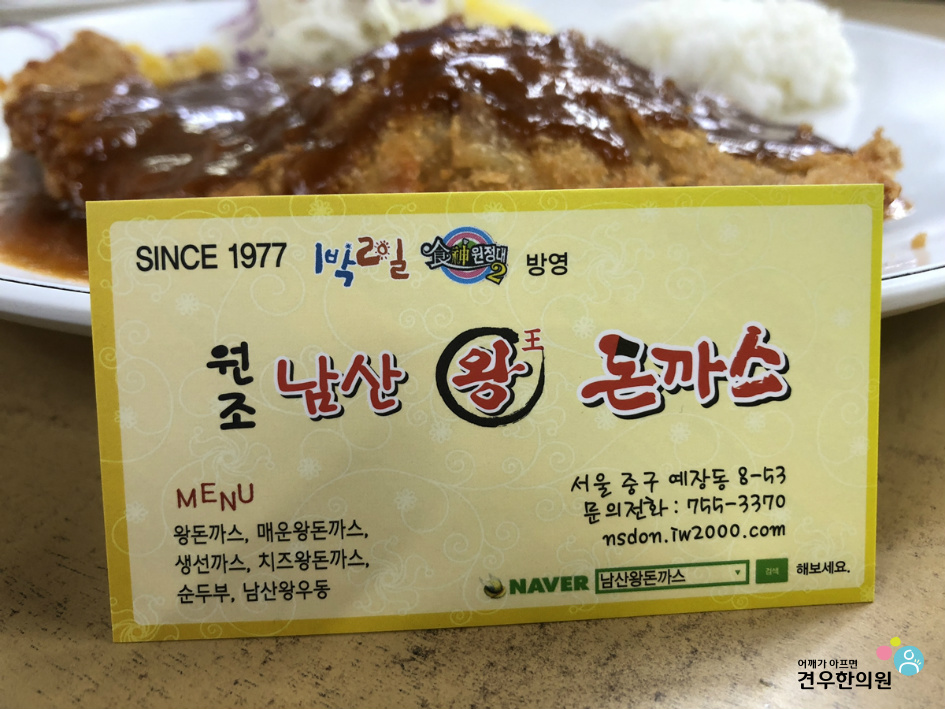 SINCE 1977 1박2일 食神원정대2 방영
원조 남산 왕 王 돈까스
MENU
왕돈까스, 매운왕돈까스,
생선까스, 치즈왕돈까스,
순두부, 남산왕우동
서울 중구 예장동 8-53
문의전화 : 755-3370
nsdon.iw2000.com
NAVER 남산왕돈까스 검색 해보세요.
어깨가 아프면
견우한의원